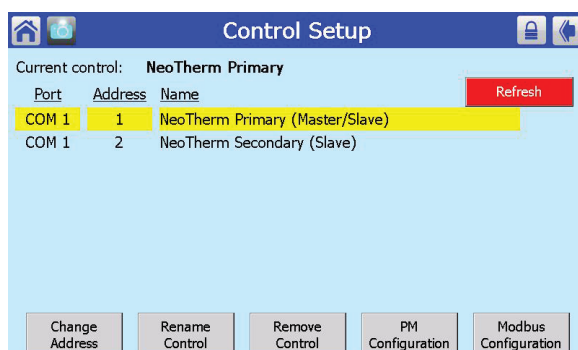 Control Setup
Current control: NeoTherm Primary
Port Address Name
Refresh
COM 1 1 NeoTherm Primary (Master/Slave)
COM 1 2 NeoTherm Secondary (Slave)
Change Address
Rename Control
Remove Control
PM Configuration
Modbus Configuration